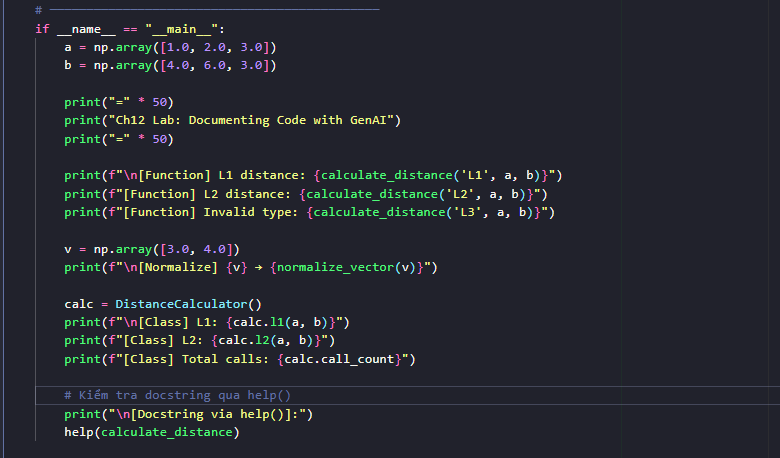 # ──────────────────────────────────────────────
if __name__ == "__main__":
    a = np.array([1.0, 2.0, 3.0])
    b = np.array([4.0, 6.0, 3.0])
    print("=" * 50)
    print("Ch12 Lab: Documenting Code with GenAI")
    print("=" * 50)
    print(f"\n[Function] L1 distance: {calculate_distance('L1', a, b)}")
    print(f"[Function] L2 distance: {calculate_distance('L2', a, b)}")
    print(f"[Function] Invalid type: {calculate_distance('L3', a, b)}")
    v = np.array([3.0, 4.0])
    print(f"\n[Normalize] {v} → {normalize_vector(v)}")
    calc = DistanceCalculator()
    print(f"\n[Class] L1: {calc.l1(a, b)}")
    print(f"[Class] L2: {calc.l2(a, b)}")
    print(f"[Class] Total calls: {calc.call_count}")
    # Kiểm tra docstring qua help()
    print("\n[Docstring via help()]:")
    help(calculate_distance)